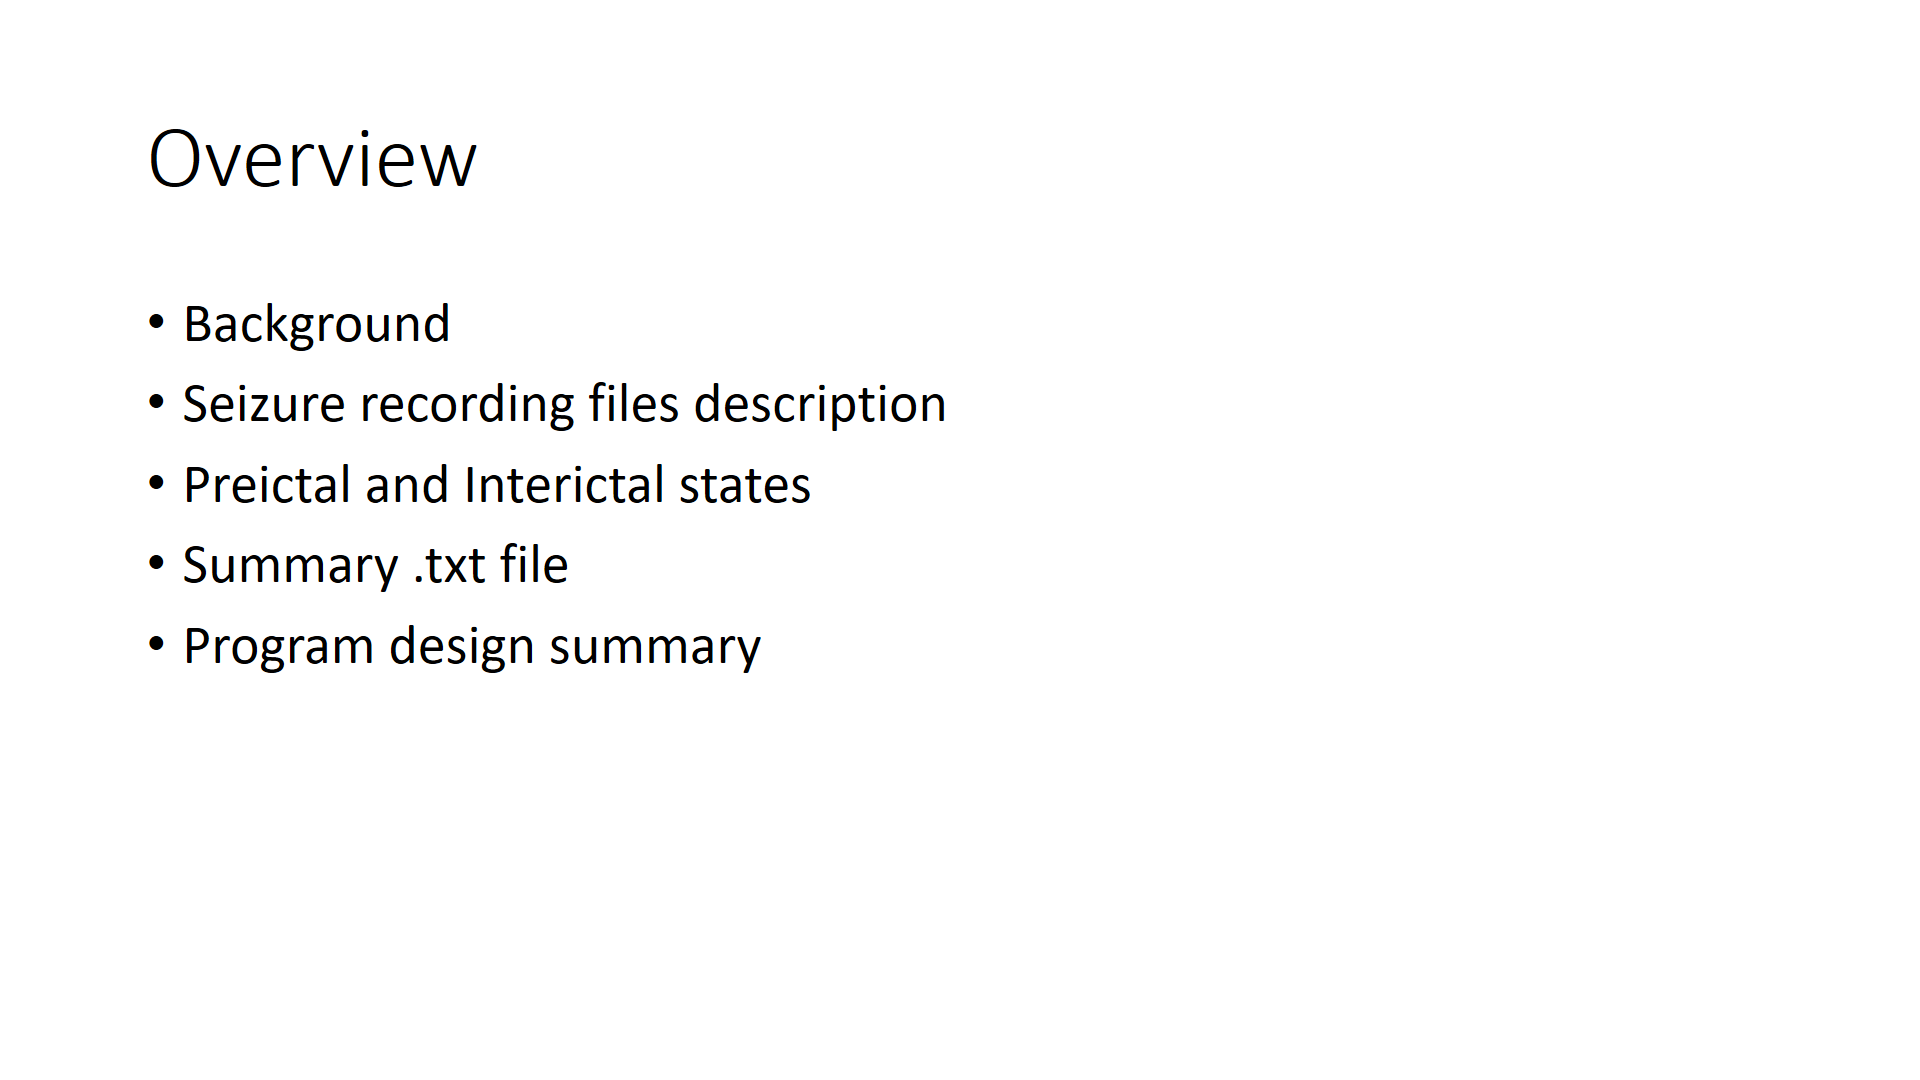 Overview
• Background
• Seizure recording files description
• Preictal and Interictal states
• Summary .txt file
• Program design summary